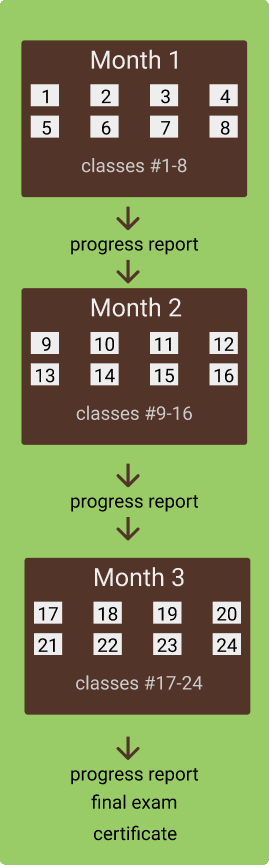 Month 1
1 2 3 4
5 6 7 8
classes #1-8
progress report
Month 2
9 10 11 12
13 14 15 16
classes #9-16
progress report
Month 3
17 18 19 20
21 22 23 24
classes #17-24
progress report
final exam
certificate